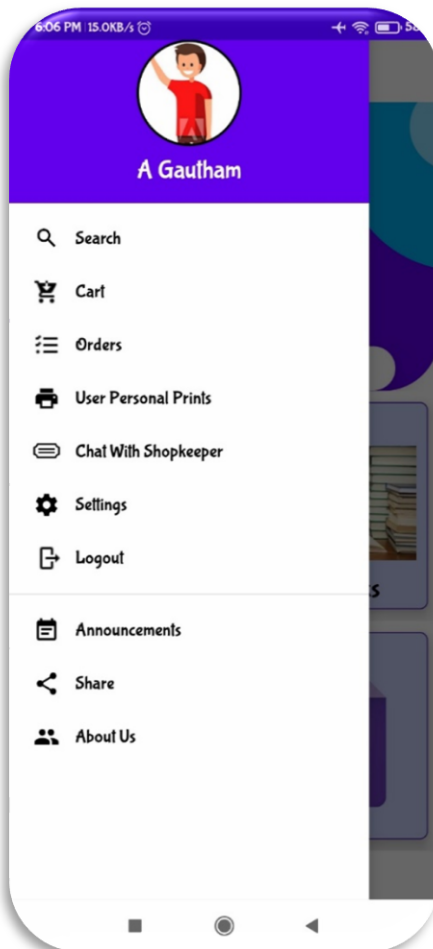 6:06 PM 15.0KB/s
A Gautham
Search
Cart
Orders
User Personal Prints
Chat With Shopkeeper
Settings
Logout
Announcements
Share
About Us